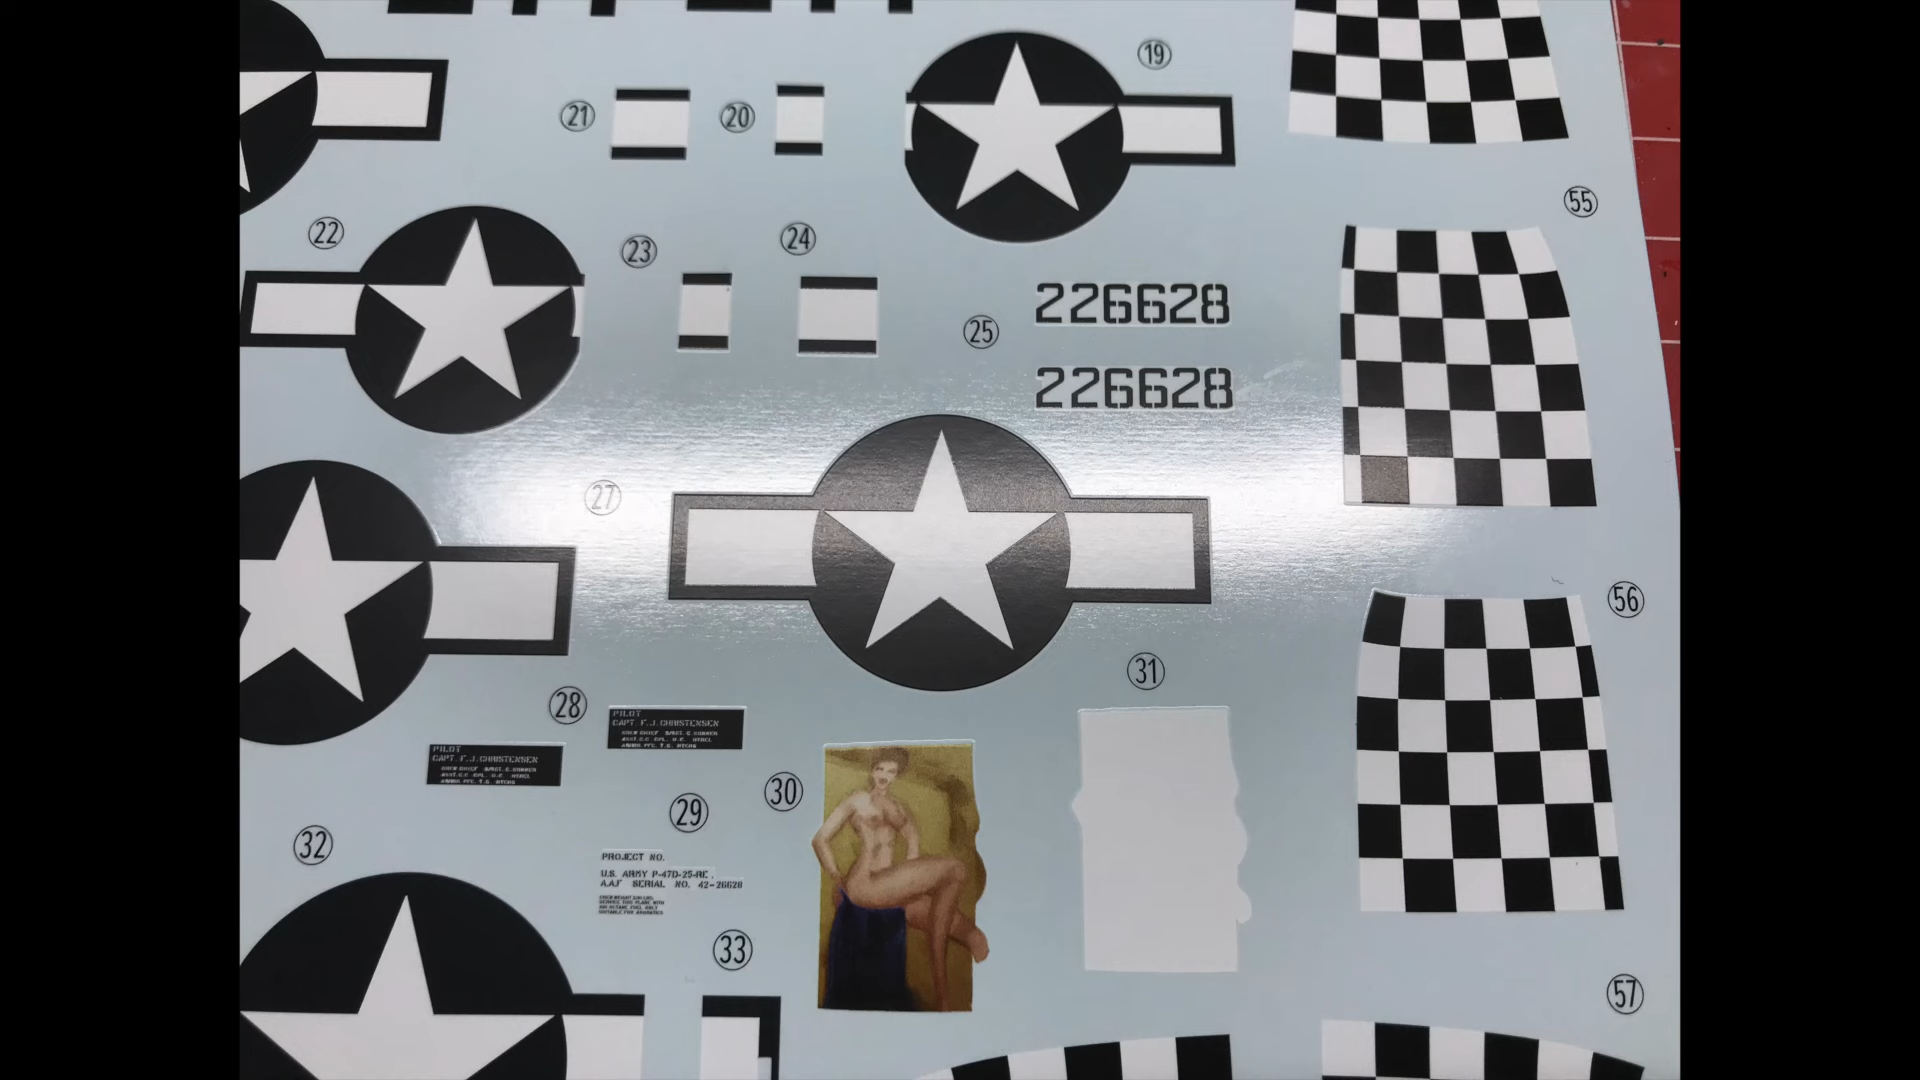 19
21
20
55
22
23
24
226628
25
226628
27
56
31
28
PILOT
CAPT F.J.CHRISTENSEN
PILOT
CAPT F.J.CHRISTENSEN
30
29
32
PROJECT NO.
U.S. ARMY P-47D-25-RE.
A.A.F SERIAL NO. 42-26628
33
57